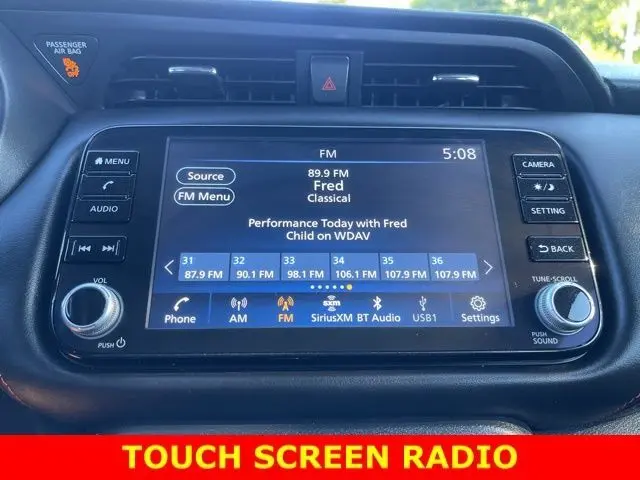 PASSENGER
AIR BAG
FM
5:08
MENU
AUDIO
Source
FM Menu
89.9 FM
Fred
Classical
Performance Today with Fred
Child on WDAV
31 32 33 34 35 36
87.9 FM 90.1 FM 98.1 FM 106.1 FM 107.9 FM 107.9 FM
Phone AM FM SiriusXM BT Audio USB1 Settings
sxm
CAMERA
SETTING
BACK
VOL
PUSH
TUNE-SCROLL
PUSH
SOUND
TOUCH SCREEN RADIO